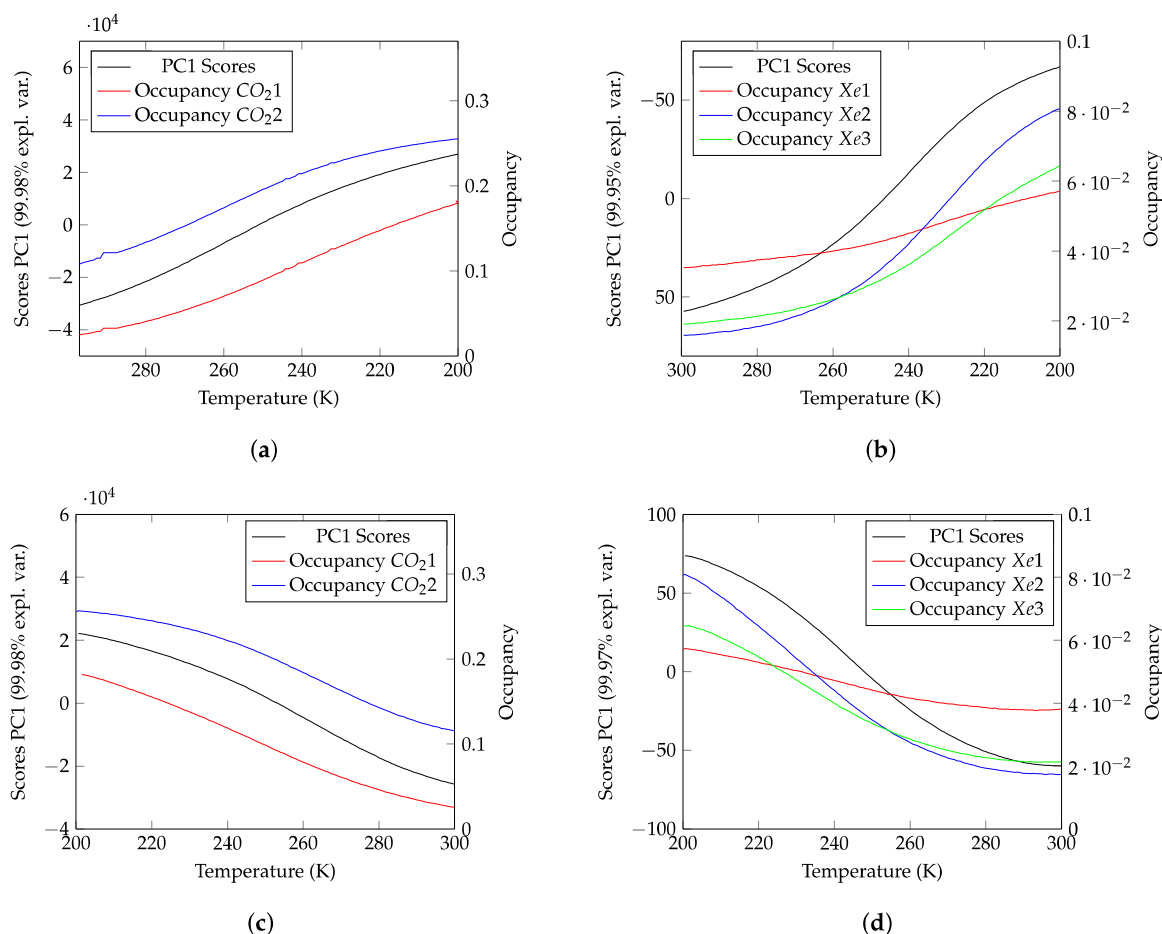 ·10⁴
6
4
2
0
−2
−4
Scores PC1 (99.98% expl. var.)
PC1 Scores
Occupancy CO₂1
Occupancy CO₂2
0.3
0.2
0.1
0
Occupancy
280 260 240 220 200
Temperature (K)
(a)
−50
0
50
Scores PC1 (99.95% expl. var.)
PC1 Scores
Occupancy Xe1
Occupancy Xe2
Occupancy Xe3
0.1
8 · 10⁻²
6 · 10⁻²
4 · 10⁻²
2 · 10⁻²
Occupancy
300 280 260 240 220 200
Temperature (K)
(b)
·10⁴
6
4
2
0
−2
−4
Scores PC1 (99.98% expl. var.)
PC1 Scores
Occupancy CO₂1
Occupancy CO₂2
0.3
0.2
0.1
0
Occupancy
200 220 240 260 280 300
Temperature (K)
(c)
100
50
0
−50
−100
Scores PC1 (99.97% expl. var.)
PC1 Scores
Occupancy Xe1
Occupancy Xe2
Occupancy Xe3
0.1
8 · 10⁻²
6 · 10⁻²
4 · 10⁻²
2 · 10⁻²
0
Occupancy
200 220 240 260 280 300
Temperature (K)
(d)